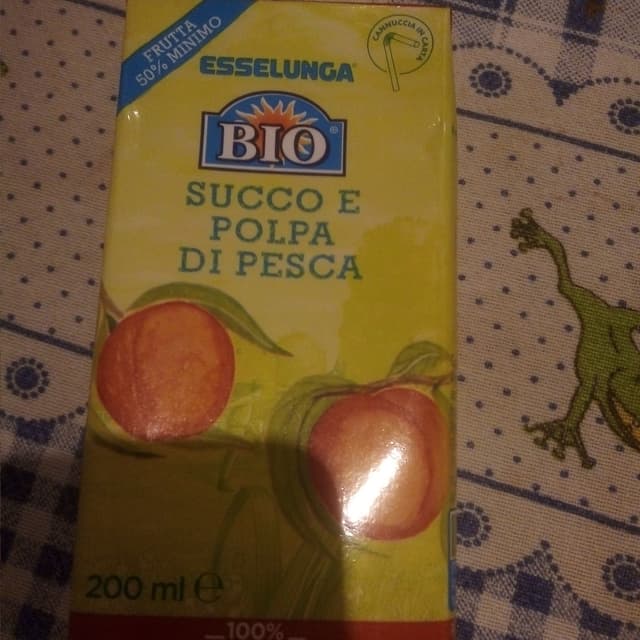 FRUTTA
50% MINIMO
CANNUCCIA IN CARTA
ESSELUNGA®
BIO®
SUCCO E
POLPA
DI PESCA
200 ml ℮
100%